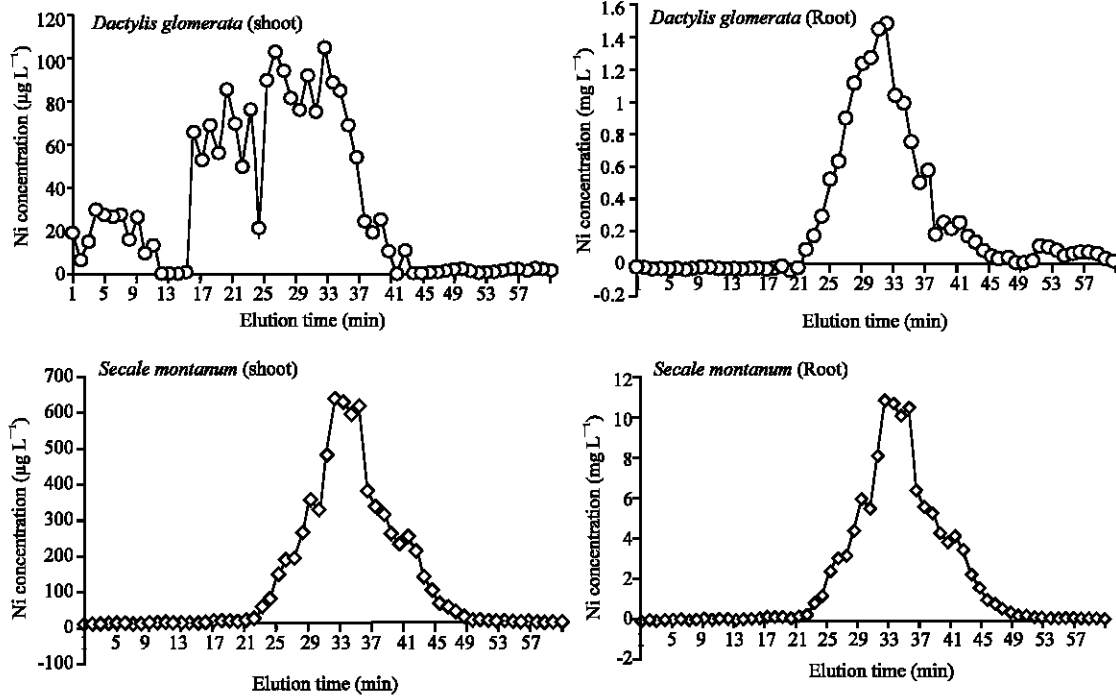 Dactylis glomerata (shoot)
Ni concentration (µg L⁻¹)
120
100
80
60
40
20
0
1 5 9 13 17 21 25 29 33 37 41 45 49 53 57
Elution time (min)
Dactylis glomerata (Root)
Ni concentration (mg L⁻¹)
1.6
1.4
1.2
1
0.8
0.6
0.4
0.2
0
-0.2
1 5 9 13 17 21 25 29 33 37 41 45 49 53 57
Elution time (min)
Secale montanum (shoot)
Ni concentration (µg L⁻¹)
700
600
500
400
300
200
100
0
-100
5 9 13 17 21 25 29 33 37 41 45 49 53 57
Elution time (min)
Secale montanum (Root)
Ni concentration (mg L⁻¹)
12
10
8
6
4
2
0
-2
1 5 9 13 17 21 25 29 33 37 41 45 49 53 57
Elution time (min)